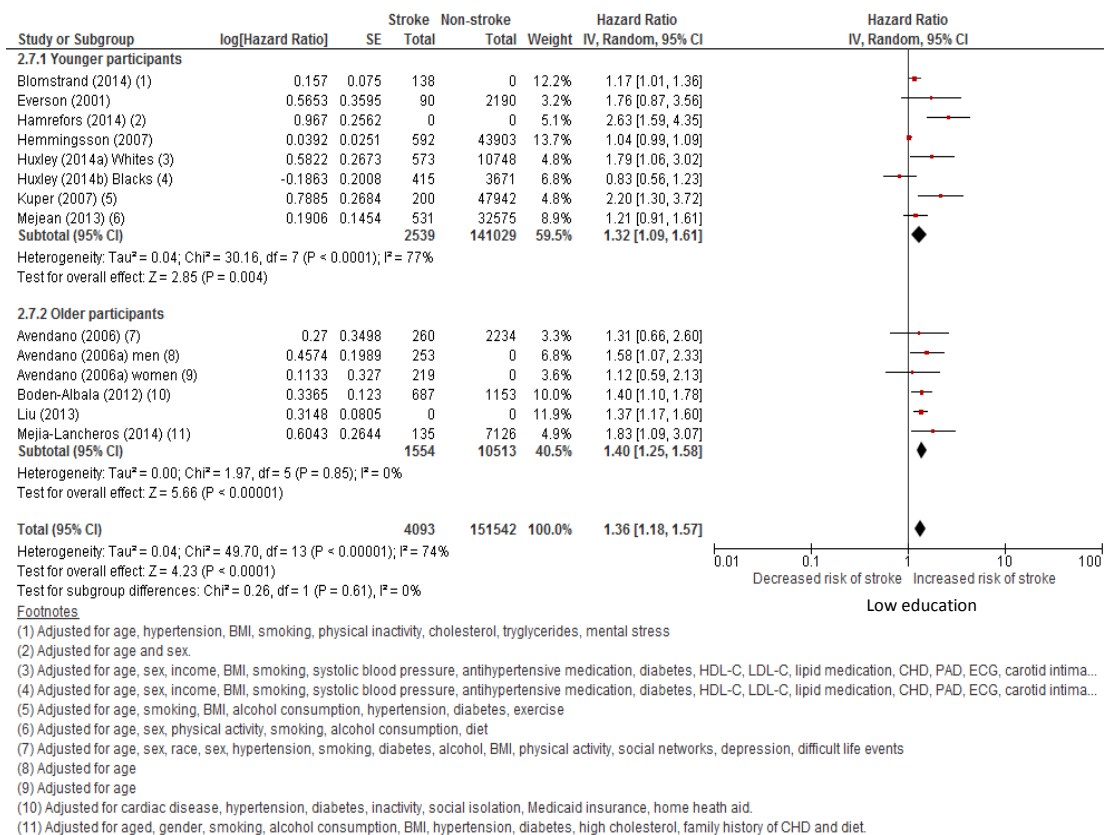 Stroke Non-stroke Hazard Ratio Hazard Ratio
Study or Subgroup log[Hazard Ratio] SE Total Total Weight IV, Random, 95% CI IV, Random, 95% CI
2.7.1 Younger participants
Blomstrand (2014) (1) 0.157 0.075 138 0 12.2% 1.17 [1.01, 1.36]
Everson (2001) 0.5653 0.3595 90 2190 3.2% 1.76 [0.87, 3.56]
Hamrefors (2014) (2) 0.967 0.2562 0 0 5.1% 2.63 [1.59, 4.35]
Hemmingsson (2007) 0.0392 0.0251 592 43903 13.7% 1.04 [0.99, 1.09]
Huxley (2014a) Whites (3) 0.5822 0.2673 573 10748 4.8% 1.79 [1.06, 3.02]
Huxley (2014b) Blacks (4) -0.1863 0.2008 415 3671 6.8% 0.83 [0.56, 1.23]
Kuper (2007) (5) 0.7885 0.2684 200 47942 4.8% 2.20 [1.30, 3.72]
Mejean (2013) (6) 0.1906 0.1454 531 32575 8.9% 1.21 [0.91, 1.61]
Subtotal (95% CI) 2539 141029 59.5% 1.32 [1.09, 1.61]
Heterogeneity: Tau² = 0.04; Chi² = 30.16, df = 7 (P < 0.0001); I² = 77%
Test for overall effect: Z = 2.85 (P = 0.004)
2.7.2 Older participants
Avendano (2006) (7) 0.27 0.3498 260 2234 3.3% 1.31 [0.66, 2.60]
Avendano (2006a) men (8) 0.4574 0.1989 253 0 6.8% 1.58 [1.07, 2.33]
Avendano (2006a) women (9) 0.1133 0.327 219 0 3.6% 1.12 [0.59, 2.13]
Boden-Albala (2012) (10) 0.3365 0.123 687 1153 10.0% 1.40 [1.10, 1.78]
Liu (2013) 0.3148 0.0805 0 0 11.9% 1.37 [1.17, 1.60]
Mejia-Lancheros (2014) (11) 0.6043 0.2644 135 7126 4.9% 1.83 [1.09, 3.07]
Subtotal (95% CI) 1554 10513 40.5% 1.40 [1.25, 1.58]
Heterogeneity: Tau² = 0.00; Chi² = 1.97, df = 5 (P = 0.85); I² = 0%
Test for overall effect: Z = 5.66 (P < 0.00001)
Total (95% CI) 4093 151542 100.0% 1.36 [1.18, 1.57]
Heterogeneity: Tau² = 0.04; Chi² = 49.70, df = 13 (P < 0.00001); I² = 74%
Test for overall effect: Z = 4.23 (P < 0.0001)
Test for subgroup differences: Chi² = 0.26, df = 1 (P = 0.61), I² = 0%
0.01 0.1 1 10 100
Decreased risk of stroke Increased risk of stroke
Low education
Footnotes
(1) Adjusted for age, hypertension, BMI, smoking, physical inactivity, cholesterol, tryglycerides, mental stress
(2) Adjusted for age and sex.
(3) Adjusted for age, sex, income, BMI, smoking, systolic blood pressure, antihypertensive medication, diabetes, HDL-C, LDL-C, lipid medication, CHD, PAD, ECG, carotid intima...
(4) Adjusted for age, sex, income, BMI, smoking, systolic blood pressure, antihypertensive medication, diabetes, HDL-C, LDL-C, lipid medication, CHD, PAD, ECG, carotid intima...
(5) Adjusted for age, smoking, BMI, alcohol consumption, hypertension, diabetes, exercise
(6) Adjusted for age, sex, physical activity, smoking, alcohol consumption, diet
(7) Adjusted for age, sex, race, sex, hypertension, smoking, diabetes, alcohol, BMI, physical activity, social networks, depression, difficult life events
(8) Adjusted for age
(9) Adjusted for age
(10) Adjusted for cardiac disease, hypertension, diabetes, inactivity, social isolation, Medicaid insurance, home heath aid.
(11) Adjusted for aged, gender, smoking, alcohol consumption, BMI, hypertension, diabetes, high cholesterol, family history of CHD and diet.